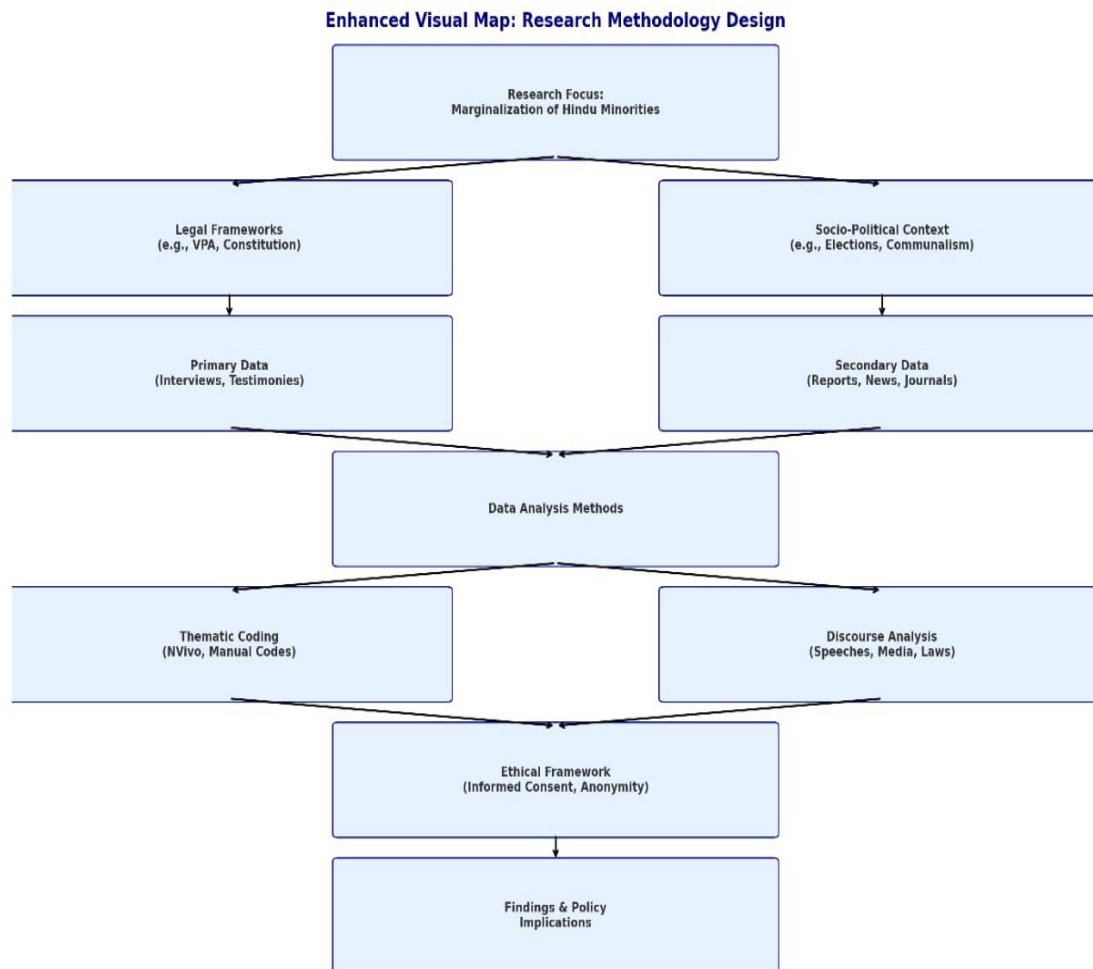 Enhanced Visual Map: Research Methodology Design
Research Focus:
Marginalization of Hindu Minorities
Legal Frameworks
(e.g., VPA, Constitution)
Socio-Political Context
(e.g., Elections, Communalism)
Primary Data
(Interviews, Testimonies)
Secondary Data
(Reports, News, Journals)
Data Analysis Methods
Thematic Coding
(NVivo, Manual Codes)
Discourse Analysis
(Speeches, Media, Laws)
Ethical Framework
(Informed Consent, Anonymity)
Findings & Policy
Implications